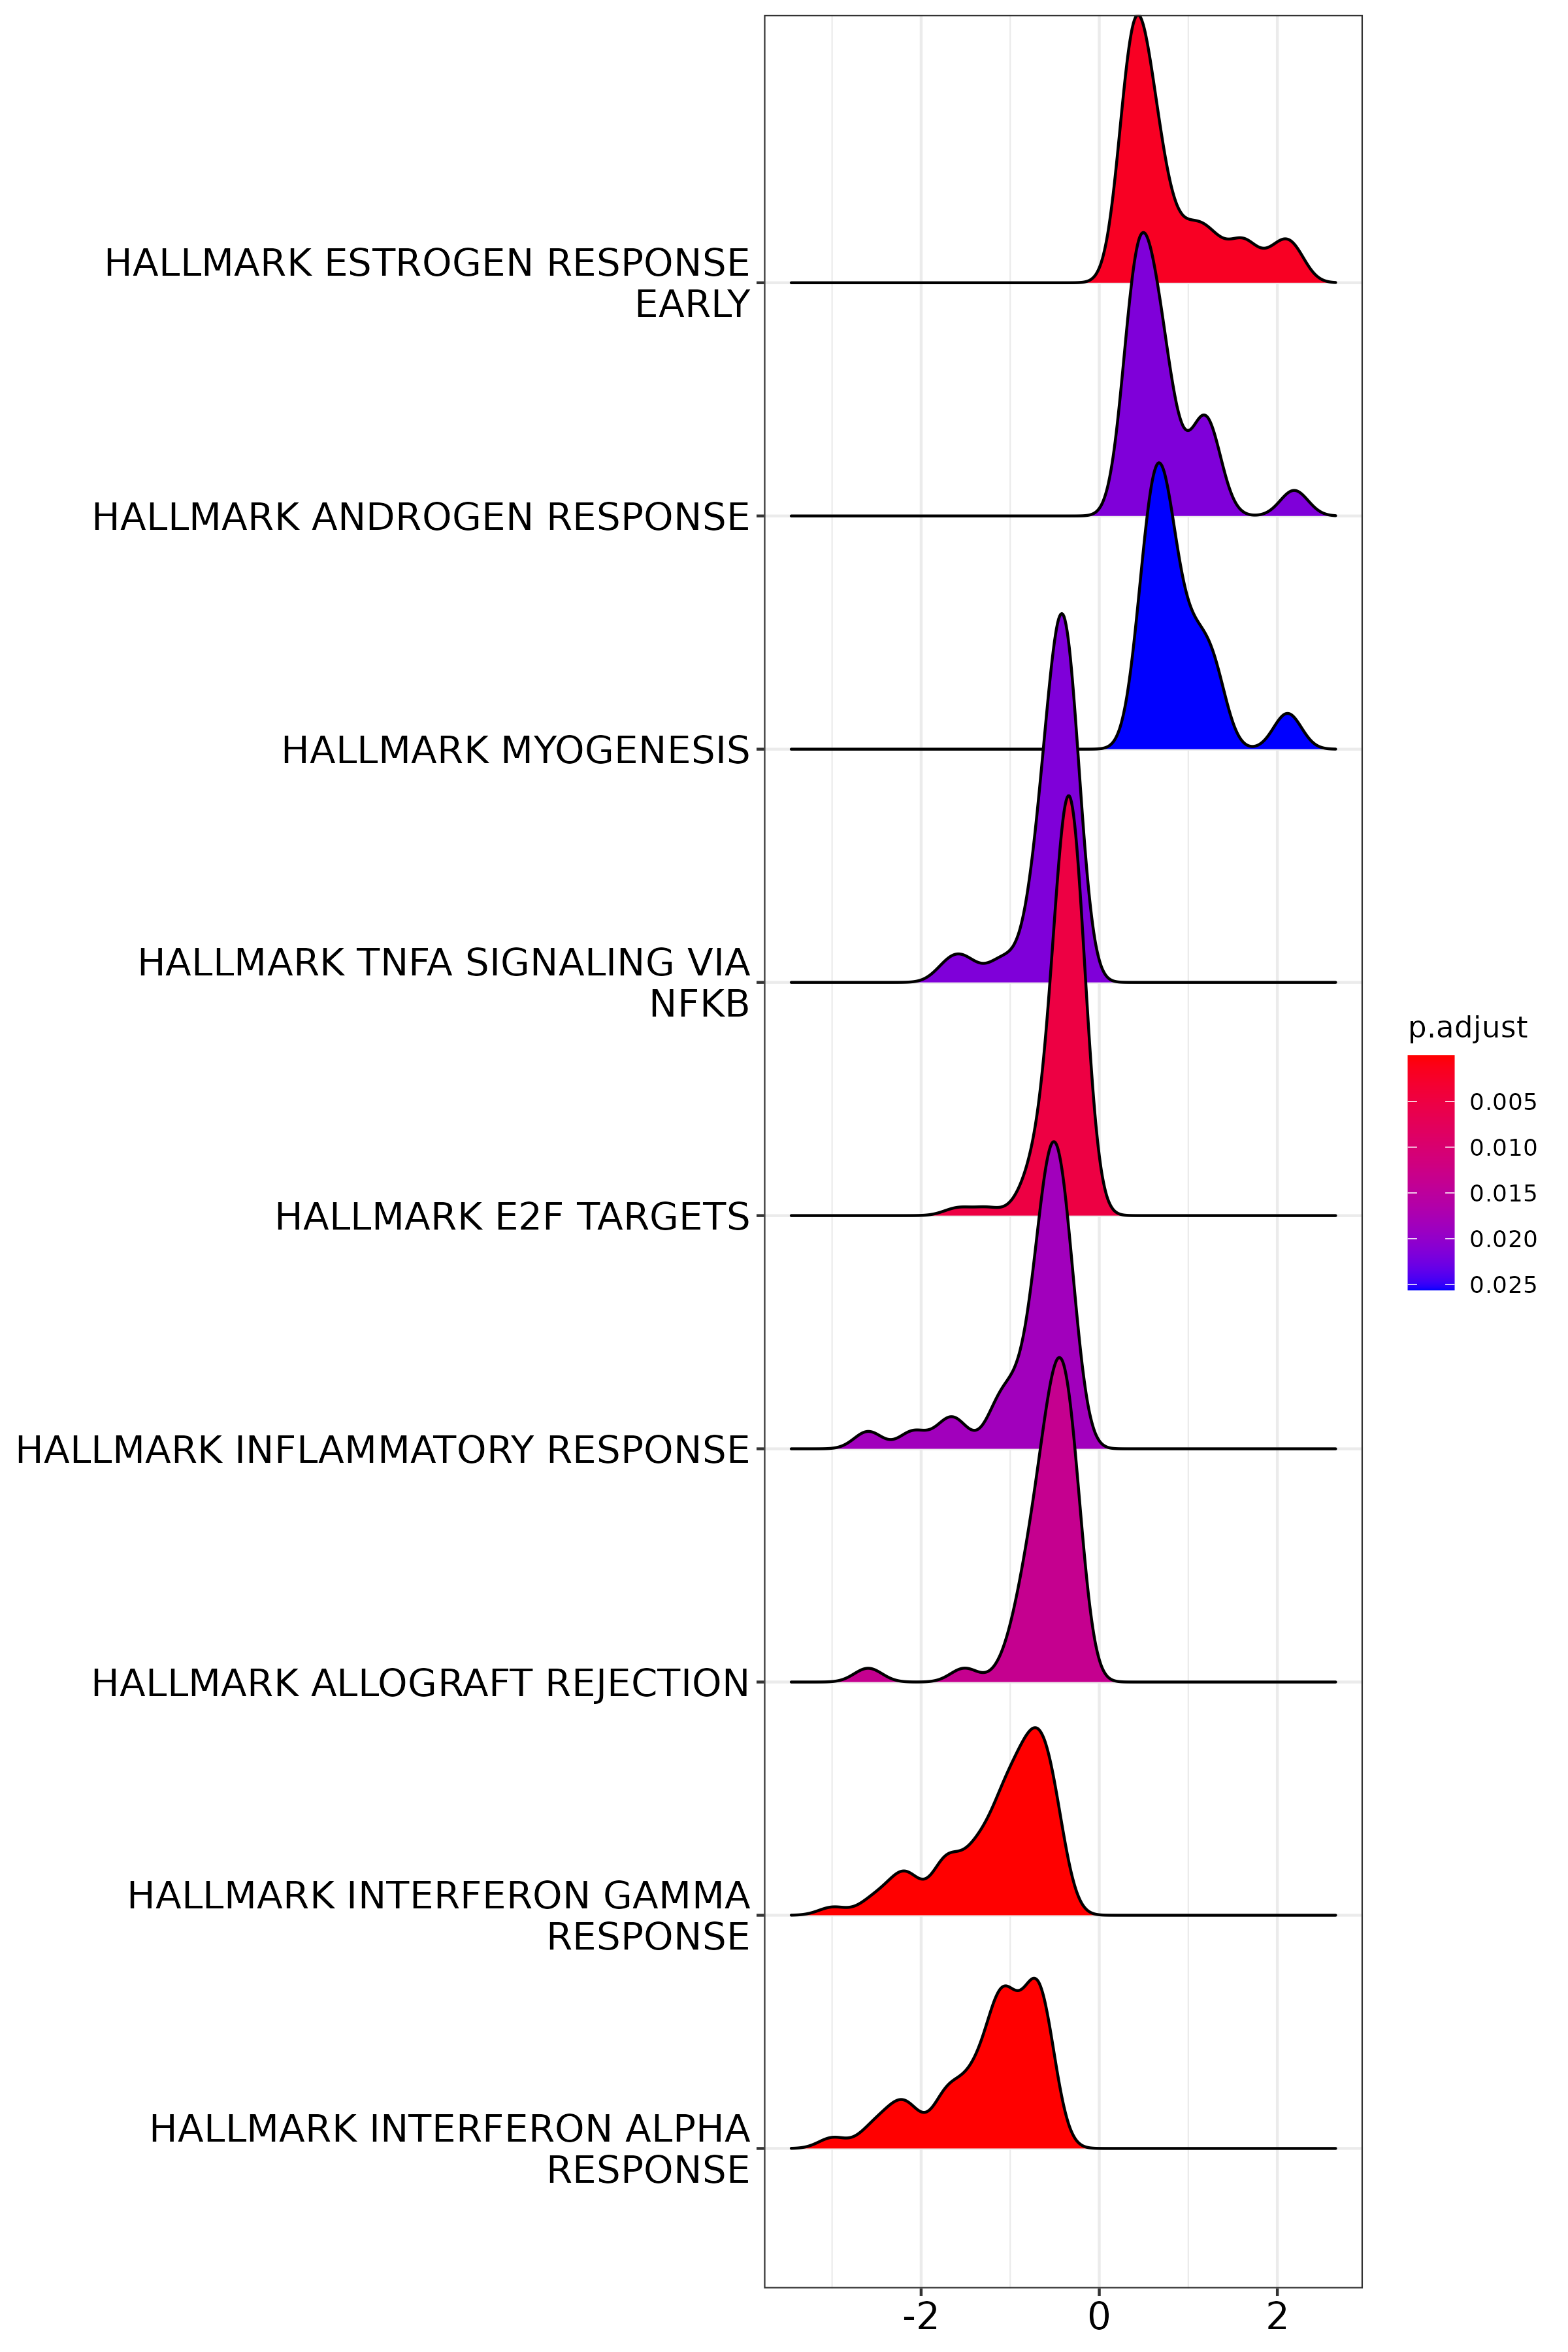 HALLMARK ESTROGEN RESPONSE
EARLY
HALLMARK ANDROGEN RESPONSE
HALLMARK MYOGENESIS
HALLMARK TNFA SIGNALING VIA
NFKB
HALLMARK E2F TARGETS
HALLMARK INFLAMMATORY RESPONSE
HALLMARK ALLOGRAFT REJECTION
HALLMARK INTERFERON GAMMA
RESPONSE
HALLMARK INTERFERON ALPHA
RESPONSE
-2 0 2
p.adjust
0.005
0.010
0.015
0.020
0.025